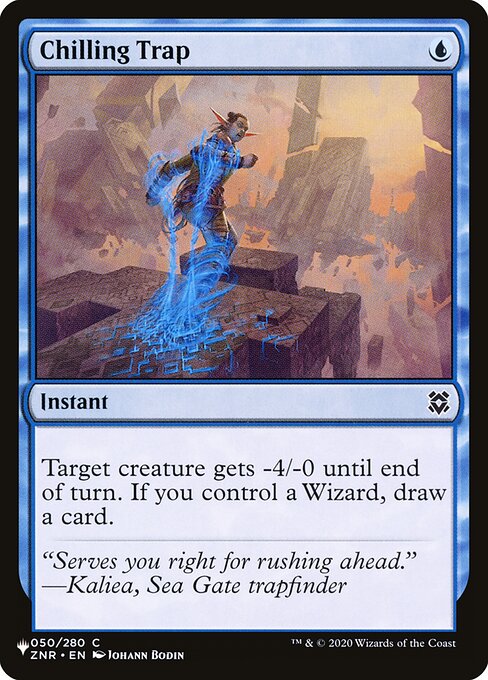 Chilling Trap
Instant
Target creature gets -4/-0 until end
of turn. If you control a Wizard, draw
a card.
“Serves you right for rushing ahead.”
—Kaliea, Sea Gate trapfinder
050/280 C
ZNR • EN Johann Bodin
™ & © 2020 Wizards of the Coast